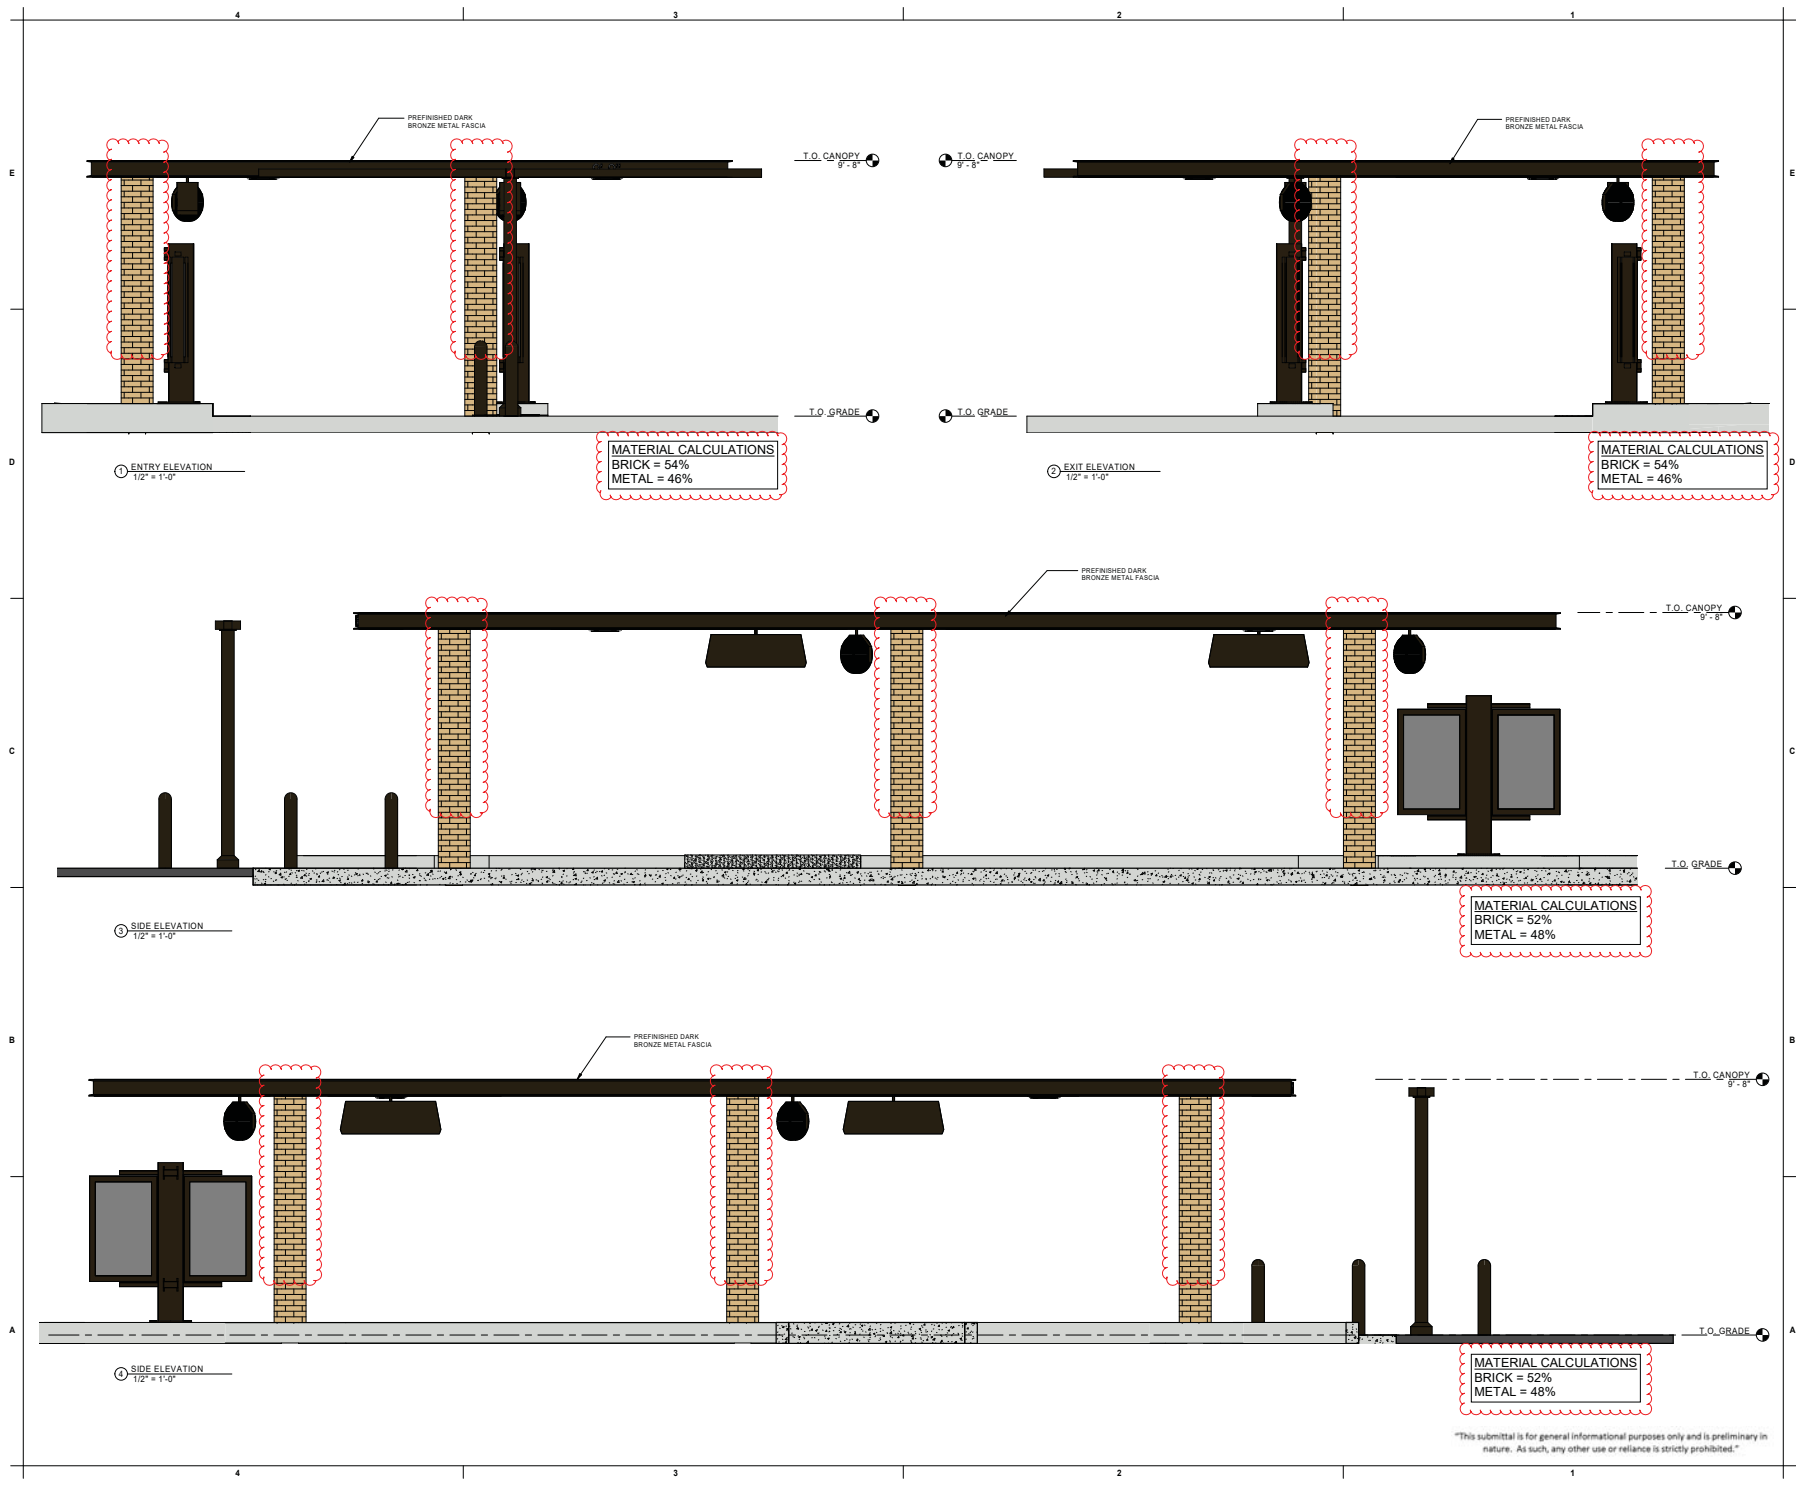 4 3 2 1
PREFINISHED DARK
BRONZE METAL FASCIA
PREFINISHED DARK
BRONZE METAL FASCIA
T.O. CANOPY
9' - 8"
T.O. CANOPY
9' - 8"
E
E
T.O. GRADE
T.O. GRADE
MATERIAL CALCULATIONS
BRICK = 54%
METAL = 46%
MATERIAL CALCULATIONS
BRICK = 54%
METAL = 46%
D
D
1 ENTRY ELEVATION
1/2" = 1'-0"
2 EXIT ELEVATION
1/2" = 1'-0"
PREFINISHED DARK
BRONZE METAL FASCIA
T.O. CANOPY
9' - 8"
C
C
T.O. GRADE
MATERIAL CALCULATIONS
BRICK = 52%
METAL = 48%
3 SIDE ELEVATION
1/2" = 1'-0"
PREFINISHED DARK
BRONZE METAL FASCIA
B
B
T.O. CANOPY
9' - 8"
A
A
T.O. GRADE
MATERIAL CALCULATIONS
BRICK = 52%
METAL = 48%
4 SIDE ELEVATION
1/2" = 1'-0"
"This submittal is for general informational purposes only and is preliminary in
nature. As such, any other use or reliance is strictly prohibited."
4 3 2 1